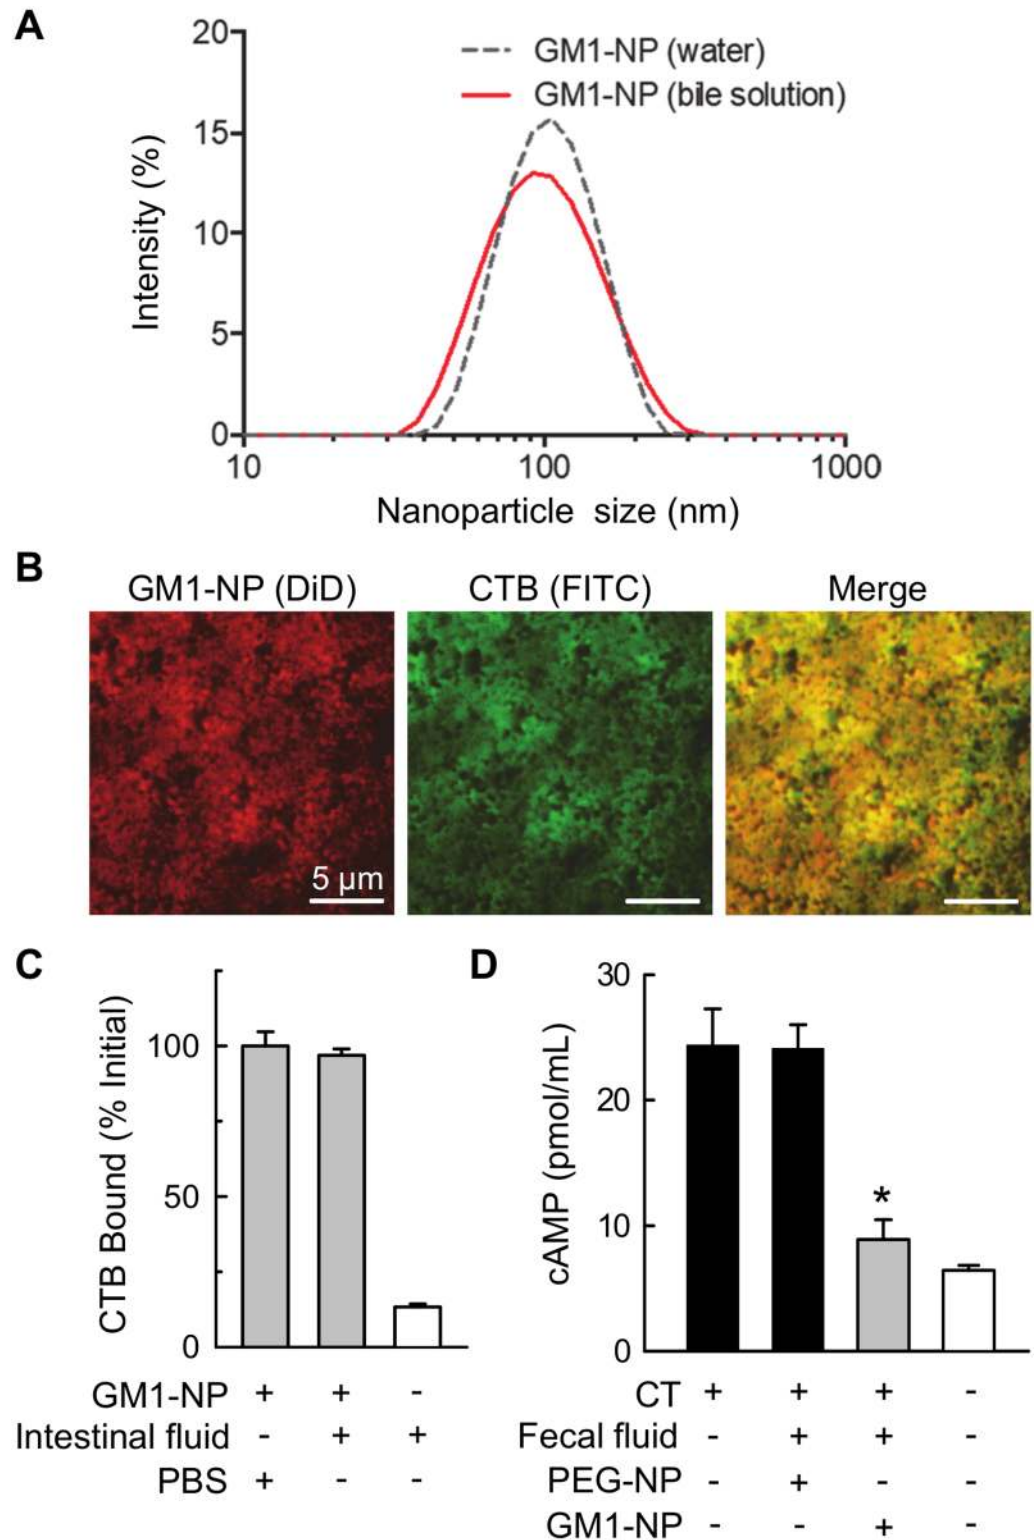 A
20
15
10
5
0
Intensity (%)
GM1-NP (water)
GM1-NP (bile solution)
10 100 1000
Nanoparticle size (nm)
B
GM1-NP (DiD) CTB (FITC) Merge
5 µm
C
CTB Bound (% Initial)
100
50
0
GM1-NP + + -
Intestinal fluid - + +
PBS + - -
D
cAMP (pmol/mL)
30
20
10
0
*
CT + + + -
Fecal fluid - + + -
PEG-NP - + - -
GM1-NP - - + -